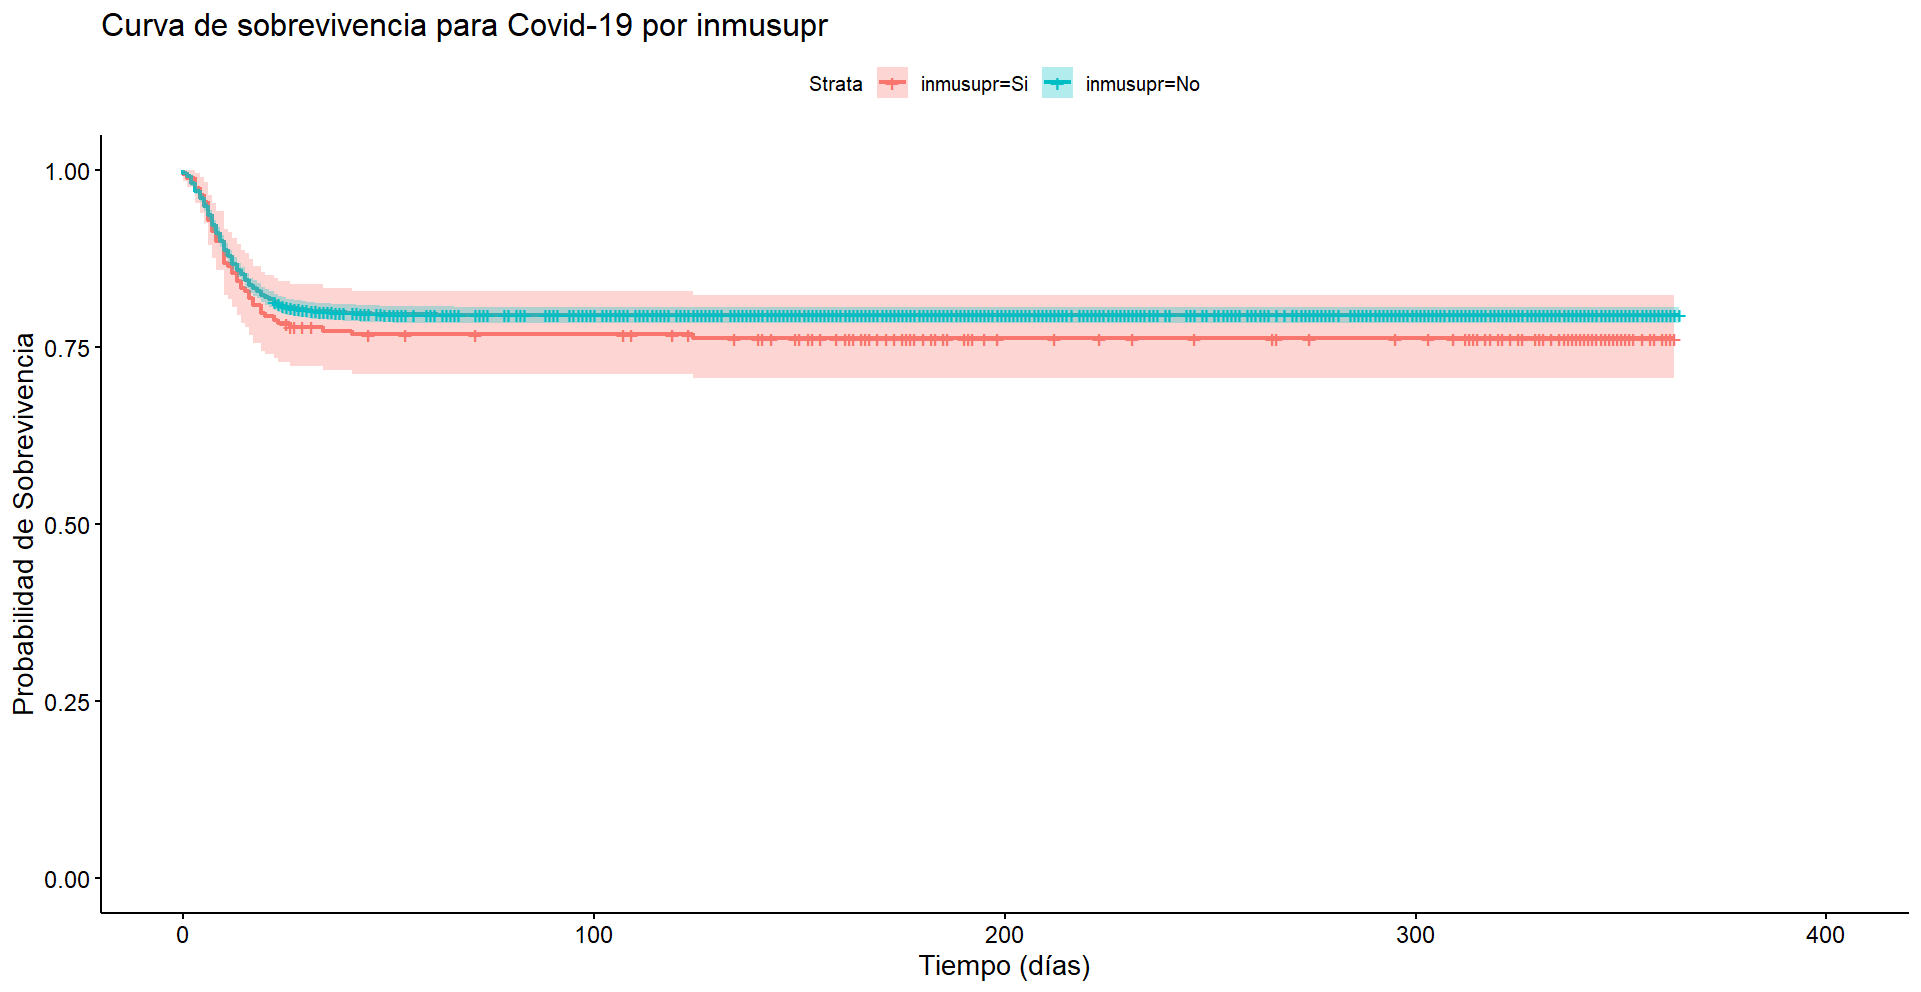 Curva de sobrevivencia para Covid-19 por inmusupr
Strata inmusupr=Si inmusupr=No
Probabilidad de Sobrevivencia
1.00
0.75
0.50
0.25
0.00
0 100 200 300 400
Tiempo (días)